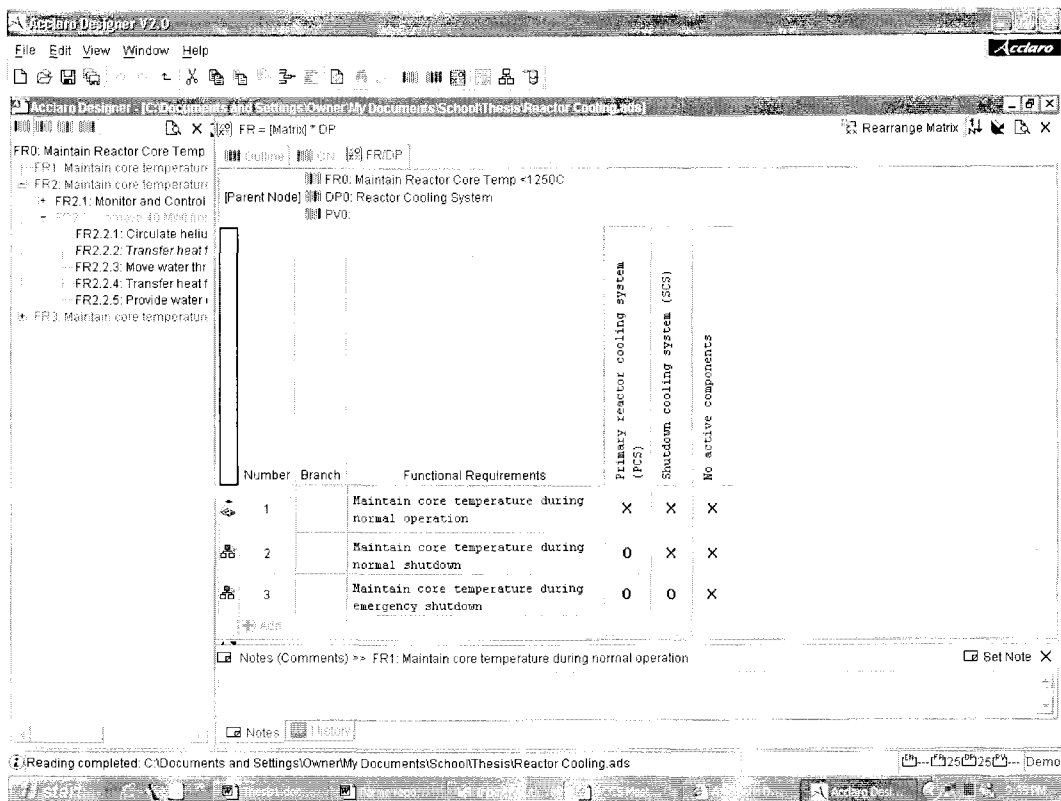 Acclaro Designer V2.0
File Edit View Window Help
Acclaro
Acclaro Designer - [C:\Documents and Settings\Owner\My Documents\School\Thesis\Reactor Cooling.ads]
FR = [Matrix] * DP
Rearrange Matrix
FR0: Maintain Reactor Core Temp
FR1: Maintain core temperature
FR2: Maintain core temperature
FR2.1: Monitor and Control
FR2.2.1: Circulate heliu
FR2.2.2: Transfer heat f
FR2.2.3: Move water thr
FR2.2.4: Transfer heat f
FR2.2.5: Provide water
FR3: Maintain core temperature
Outline CN FR/DP
[Parent Node]
FR0: Maintain Reactor Core Temp <1250C
DP0: Reactor Cooling System
PV0:
Number Branch Functional Requirements
Primary reactor cooling system (PCS)
Shutdown cooling system (SCS)
No active components
1 Maintain core temperature during normal operation X X X
2 Maintain core temperature during normal shutdown 0 X X
3 Maintain core temperature during emergency shutdown 0 0 X
Add
Notes (Comments) >> FR1: Maintain core temperature during normal operation
Set Note
Notes History
Reading completed: C:\Documents and Settings\Owner\My Documents\School\Thesis\Reactor Cooling.ads
---25 25--- Demo
start
Acclaro Desi...
2:35 PM